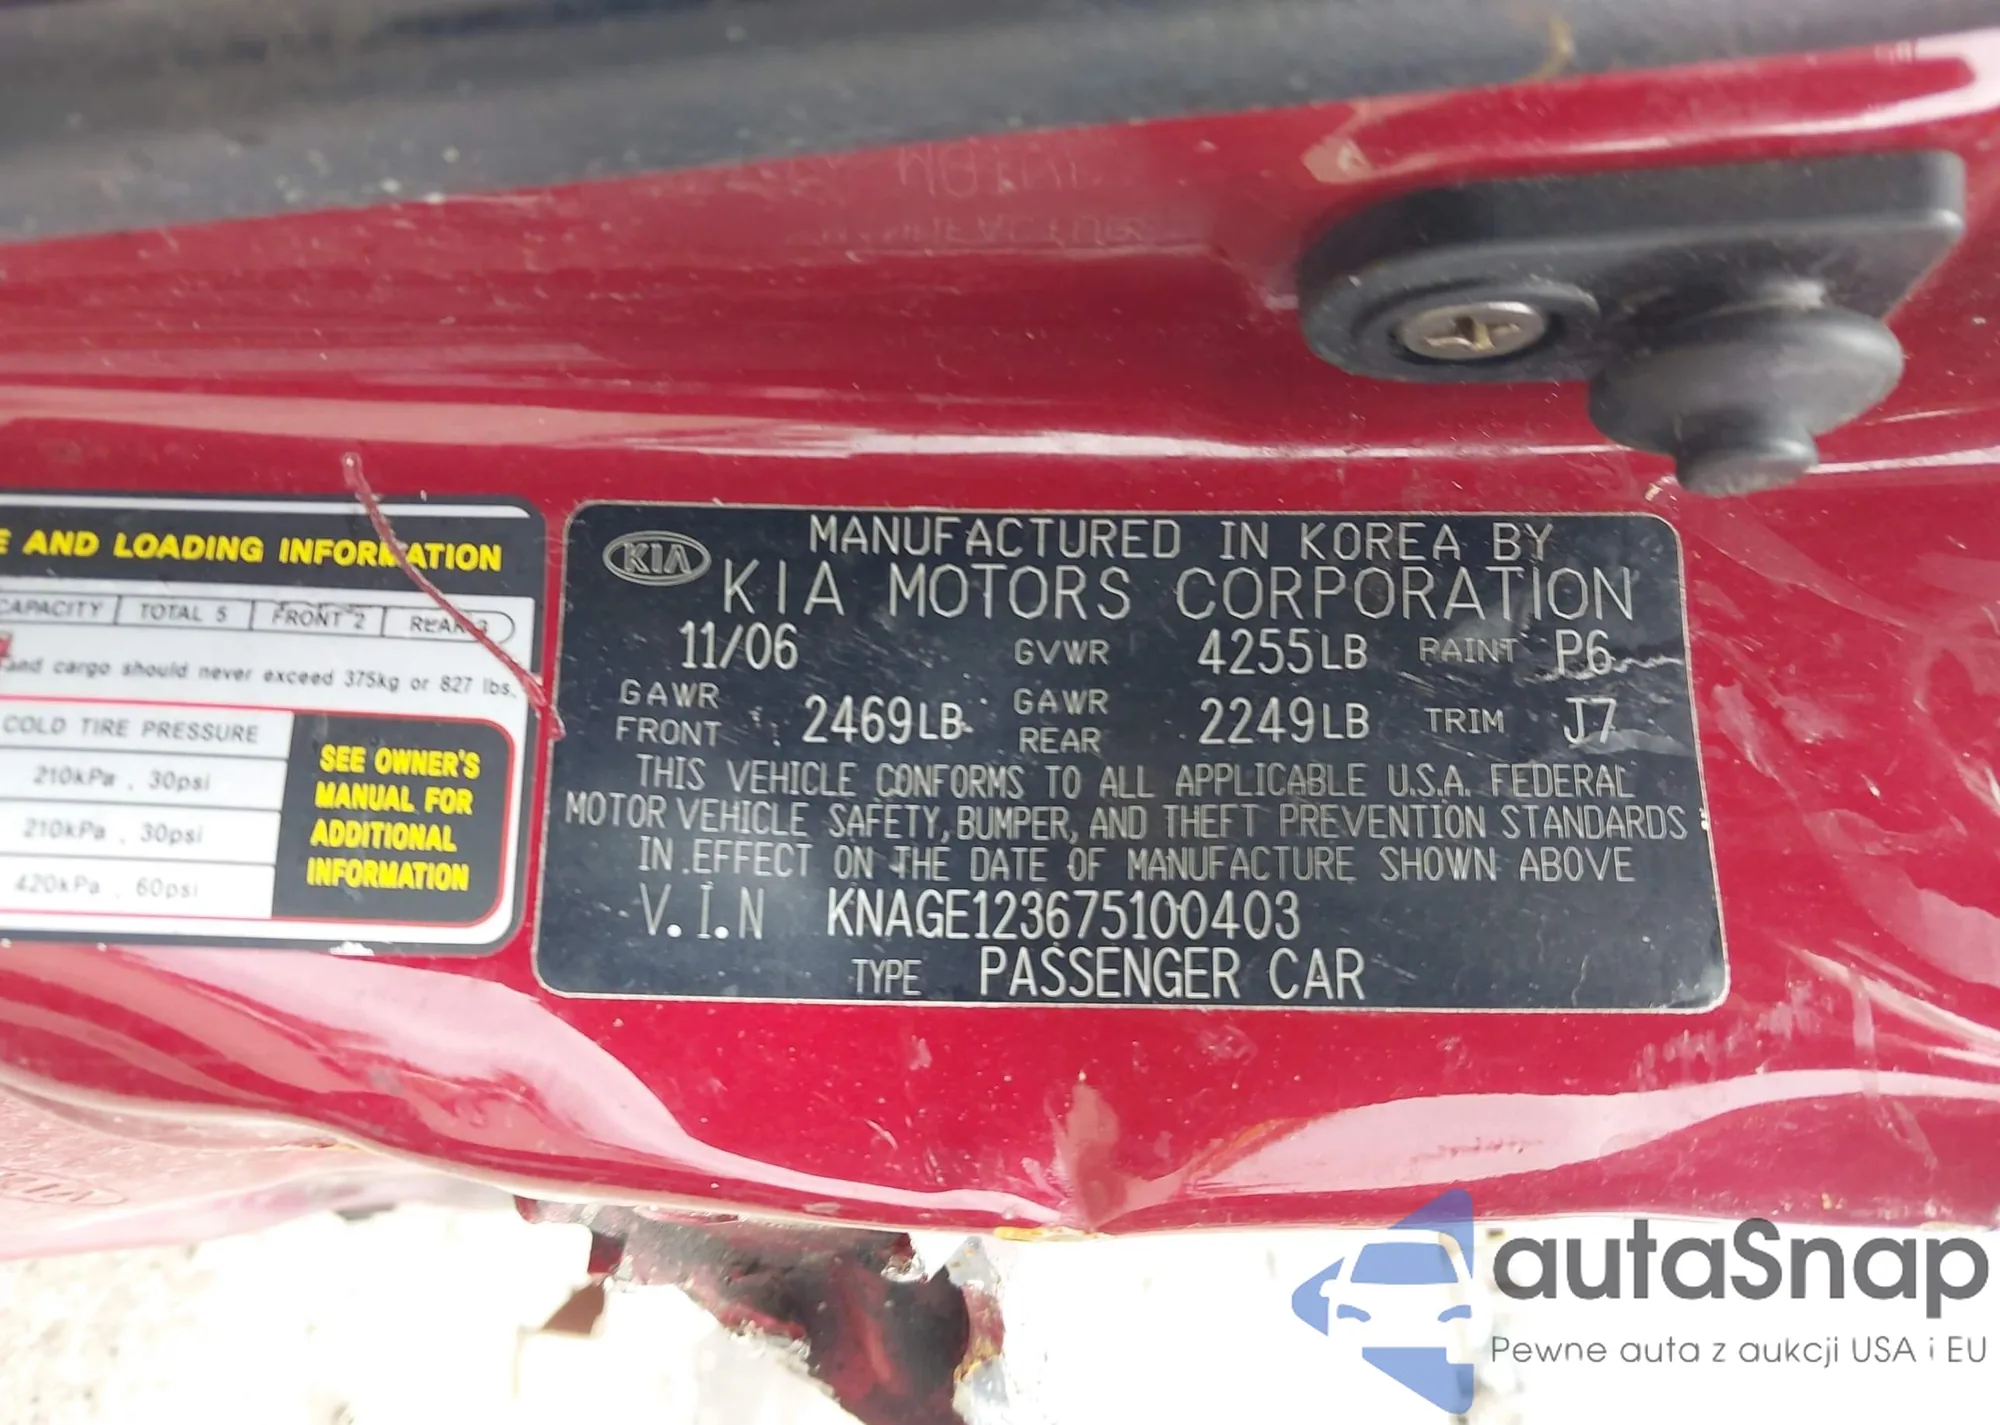 E AND LOADING INFORMATION
CAPACITY TOTAL 5 FRONT 2 REAR 3
and cargo should never exceed 375kg or 827 lbs.
COLD TIRE PRESSURE
210kPa , 30psi
210kPa , 30psi
420kPa , 60psi
SEE OWNER'S
MANUAL FOR
ADDITIONAL
INFORMATION
KIA
MANUFACTURED IN KOREA BY
KIA MOTORS CORPORATION
11/06 GVWR 4255LB PAINT P6
GAWR FRONT 2469LB GAWR REAR 2249LB TRIM J7
THIS VEHICLE CONFORMS TO ALL APPLICABLE U.S.A. FEDERAL
MOTOR VEHICLE SAFETY, BUMPER, AND THEFT PREVENTION STANDARDS
IN EFFECT ON THE DATE OF MANUFACTURE SHOWN ABOVE
V.I.N KNAGE123675100403
TYPE PASSENGER CAR
autaSnap
Pewne auta z aukcji USA i EU